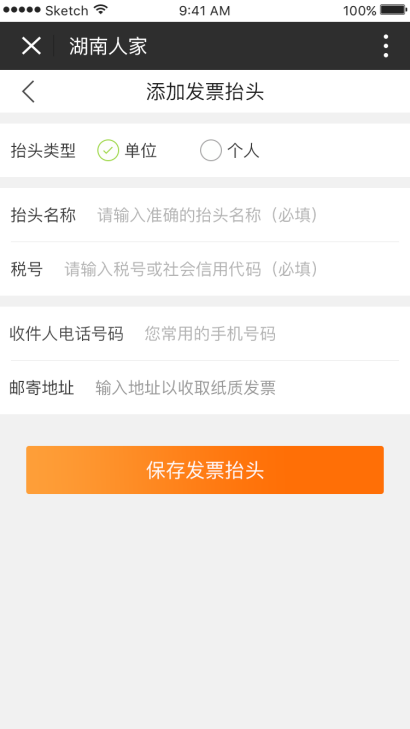 Sketch 9:41 AM 100%
湖南人家
添加发票抬头
抬头类型 单位 个人
抬头名称 请输入准确的抬头名称（必填）
税号 请输入税号或社会信用代码（必填）
收件人电话号码 您常用的手机号码
邮寄地址 输入地址以收取纸质发票
保存发票抬头